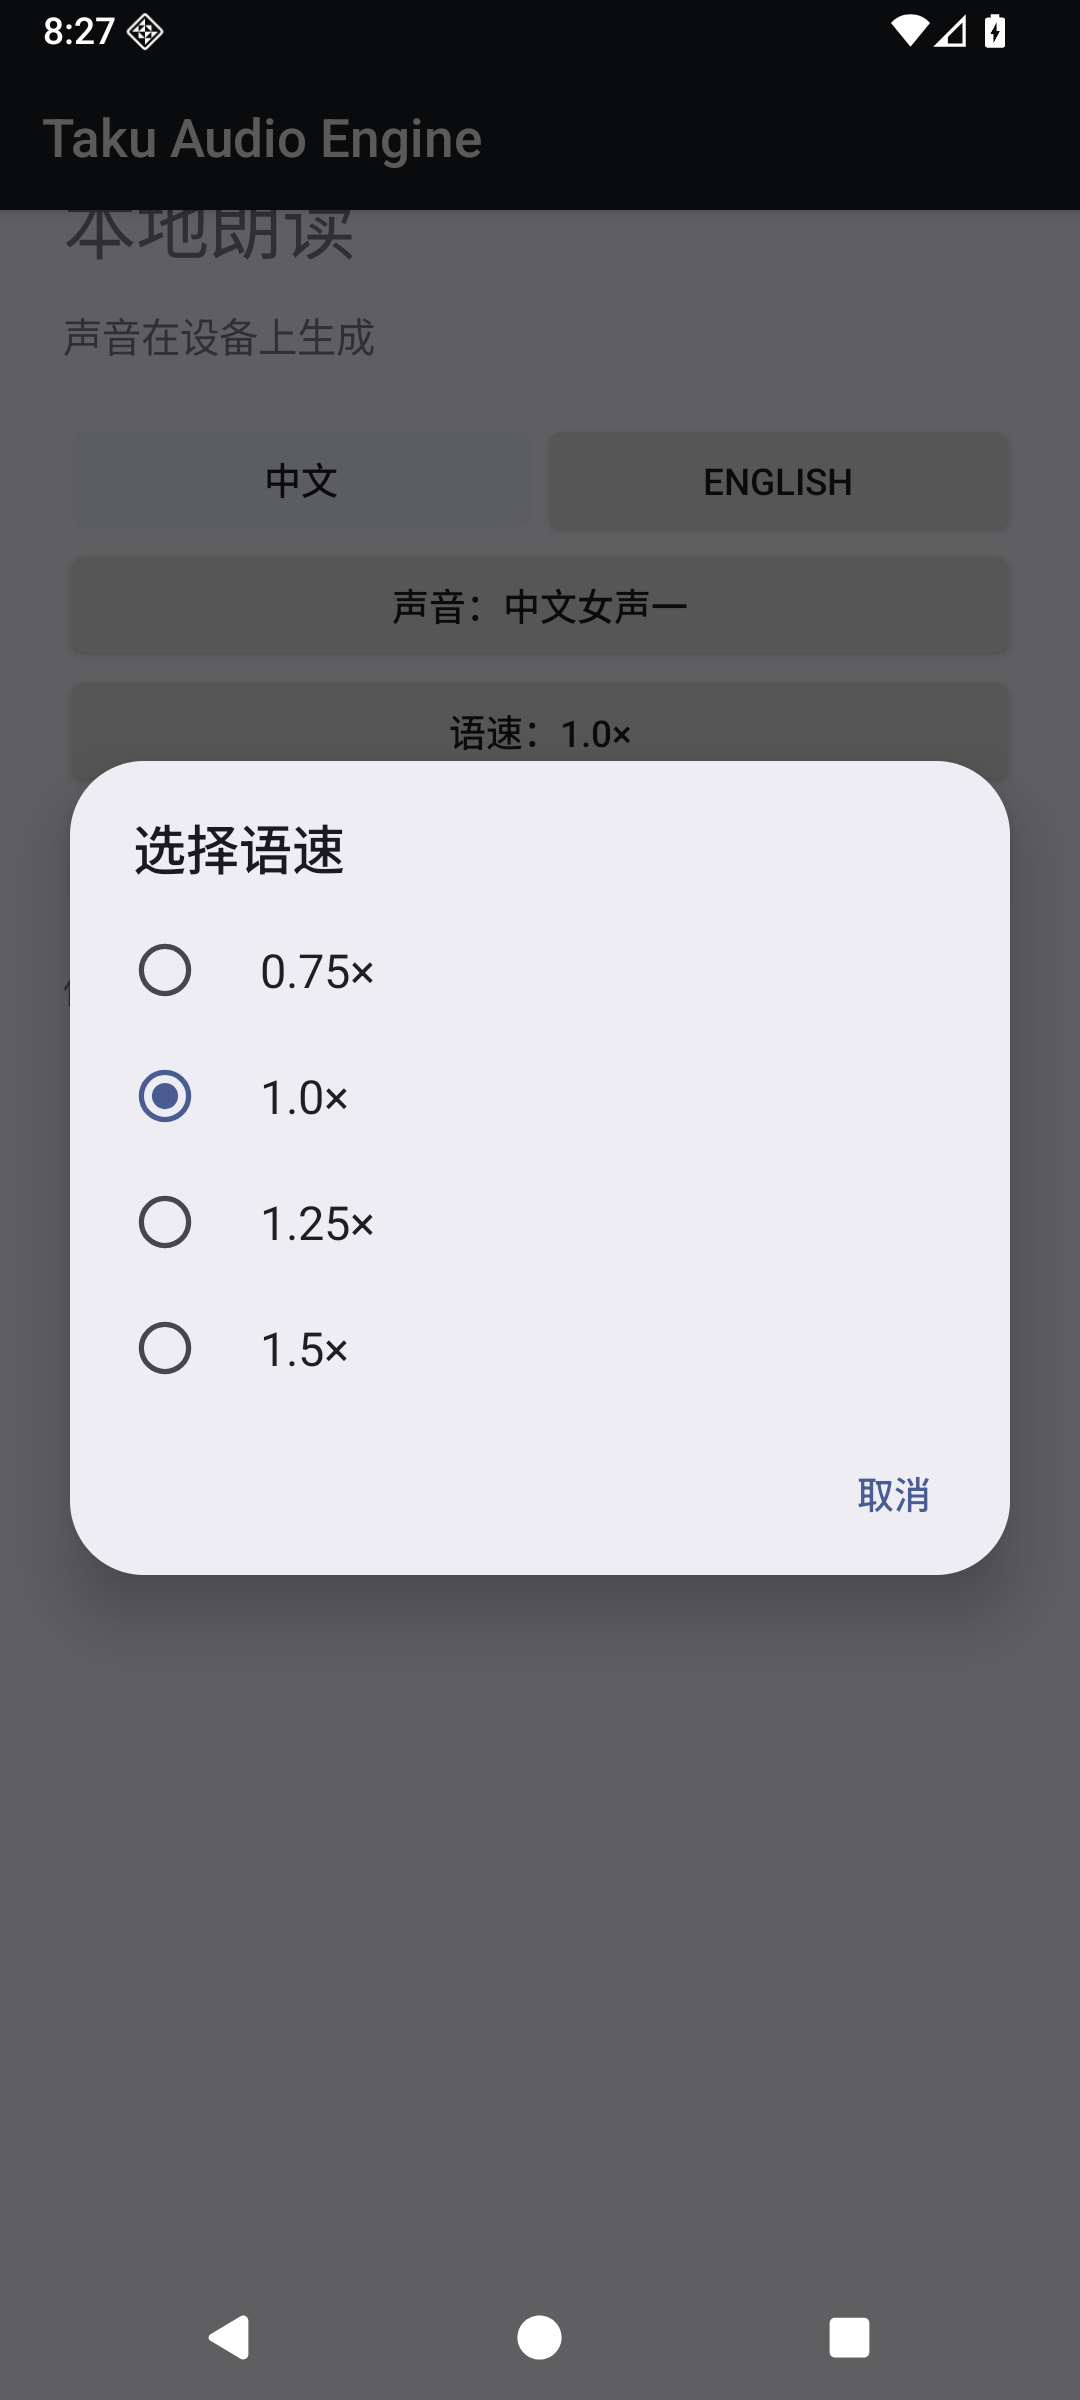 8:27
Taku Audio Engine
本地朗读
声音在设备上生成
中文
ENGLISH
声音：中文女声一
语速：1.0×
选择语速
0.75×
1.0×
1.25×
1.5×
取消